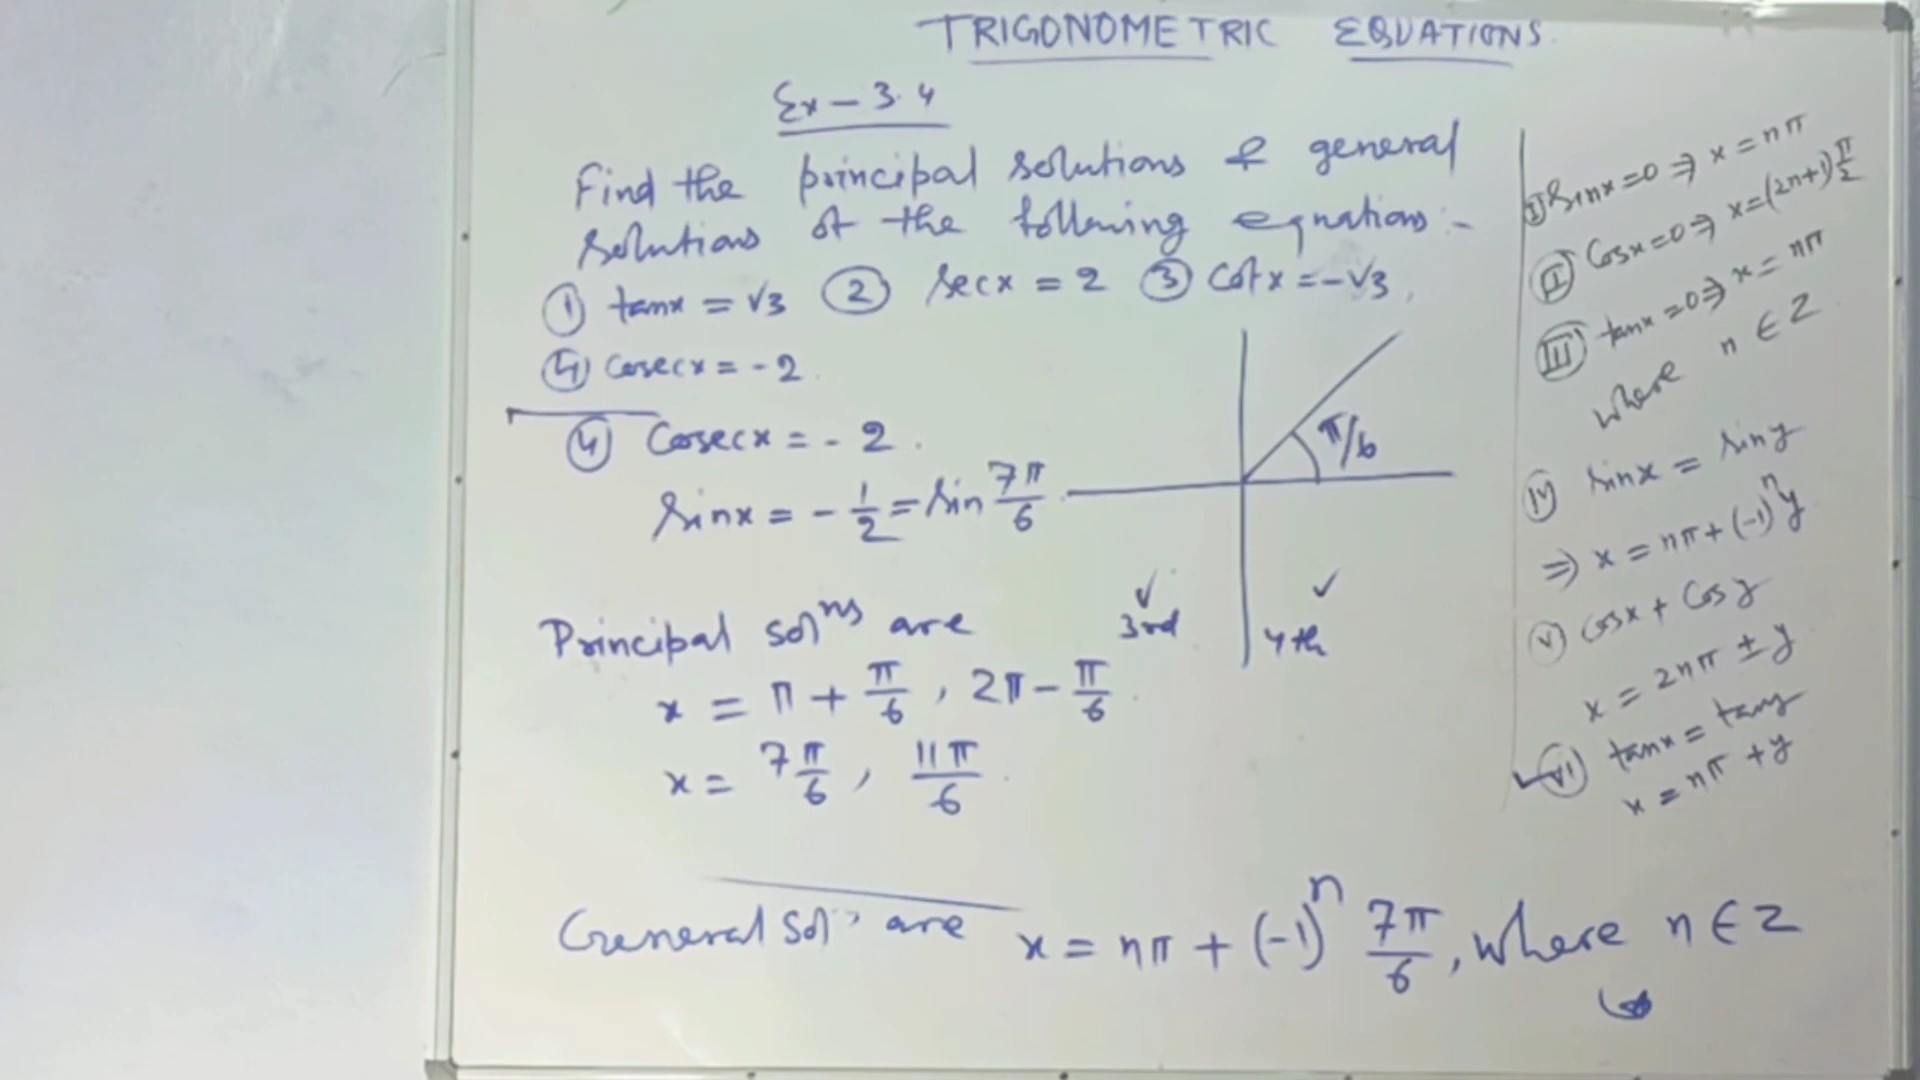 TRIGONOMETRIC EQUATIONS
Ex - 3.4
Find the principal solutions & general
solutions of the following equations :-
① tanx = √3 ② secx = 2 ③ Cotx = -√3,
④ Cosecx = -2.
④ Cosecx = -2.
sinx = -1/2 = sin 7π/6
π/6
3rd
4th
Principal solⁿˢ are
x = π + π/6, 2π - π/6.
x = 7π/6, 11π/6.
General Solⁿ are x = nπ + (-1)ⁿ 7π/6, where n ∈ Z
Ⓘ Sinx = 0 ⇒ x = nπ
Ⓘⓘ Cosx = 0 ⇒ x = (2n+1)π/2
Ⓘⓘⓘ tanx = 0 ⇒ x = nπ
where n ∈ Z
ⓘⓥ sinx = siny
⇒ x = nπ + (-1)ⁿy
ⓥ Cosx + Cosy
x = 2nπ ± y
ⓥⓘ tanx = tany
x = nπ + y